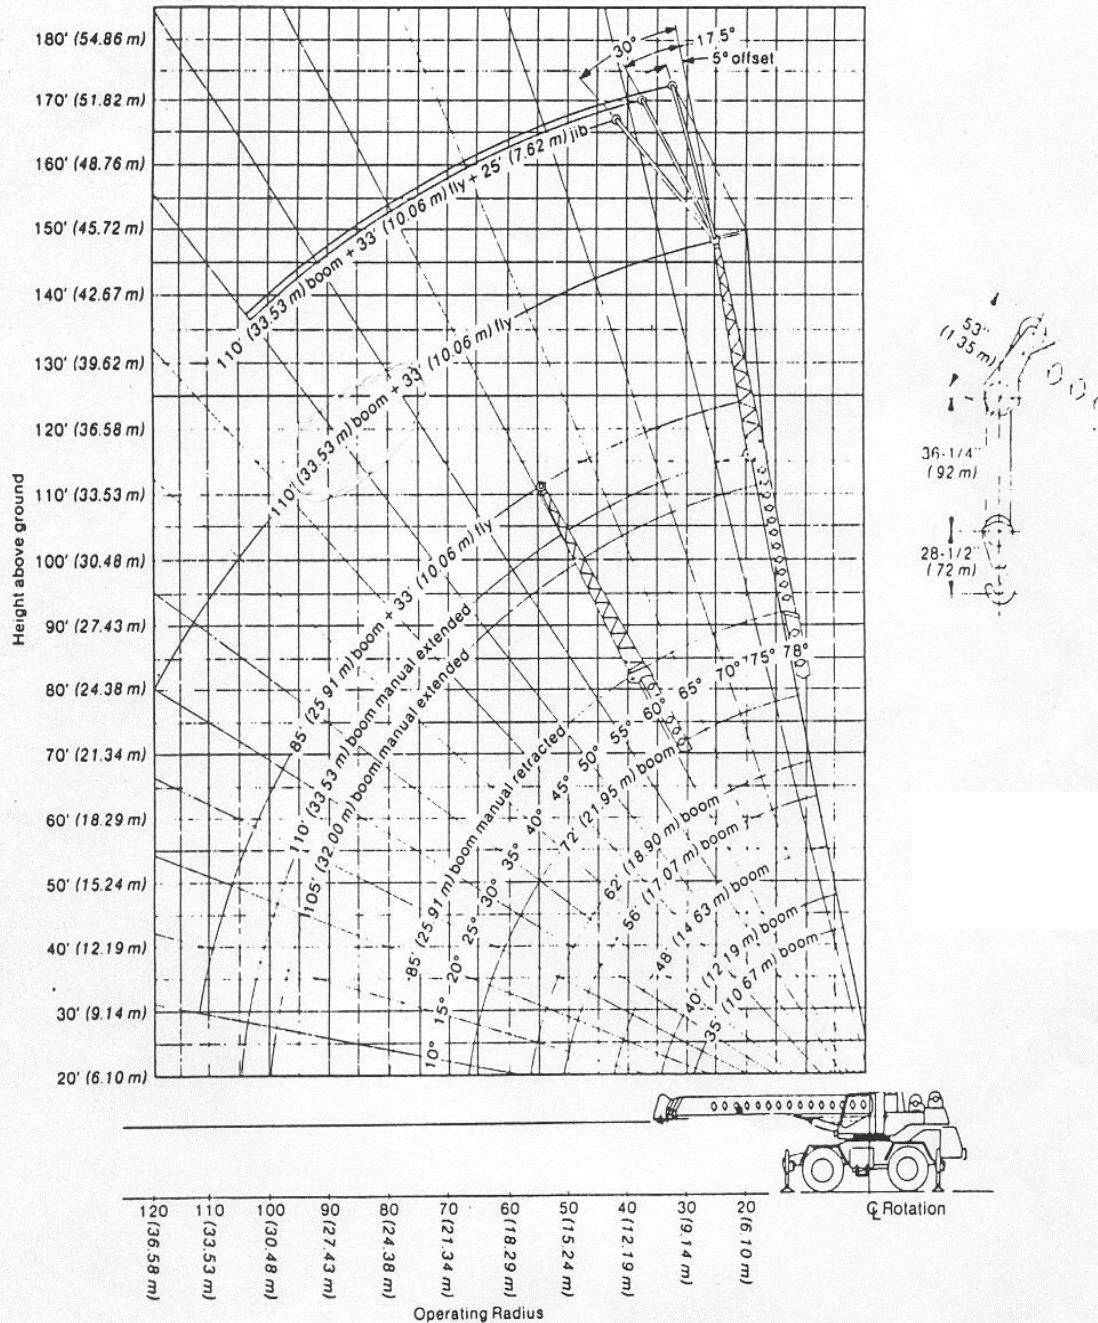 180' (54.86 m)
170' (51.82 m)
160' (48.76 m)
150' (45.72 m)
140' (42.67 m)
130' (39.62 m)
120' (36.58 m)
110' (33.53 m)
100' (30.48 m)
90' (27.43 m)
80' (24.38 m)
70' (21.34 m)
60' (18.29 m)
50' (15.24 m)
40' (12.19 m)
30' (9.14 m)
20' (6.10 m)
Height above ground
30°
17.5°
5° offset
110' (33.53 m) boom + 33' (10.06 m) fly + 25' (7.62 m) jib
110' (33.53 m) boom + 33' (10.06 m) fly
85' (25.91 m) boom + 33' (10.06 m) fly
110' (33.53 m) boom manual extended
105' (32.00 m) boom manual extended
85' (25.91 m) boom manual retracted
72' (21.95 m) boom
62' (18.90 m) boom
56' (17.07 m) boom
48' (14.63 m) boom
40' (12.19 m) boom
35' (10.67 m) boom
10° 15° 20° 25° 30° 35° 40° 45° 50° 55° 60° 65° 70° 75° 78°
53"
(1.35 m)
36-1/4"
(92 m)
28-1/2"
(72 m)
120 110 100 90 80 70 60 50 40 30 20
(36.58 m) (33.53 m) (30.48 m) (27.43 m) (24.38 m) (21.34 m) (18.29 m) (15.24 m) (12.19 m) (9.14 m) (6.10 m)
℄ Rotation
Operating Radius